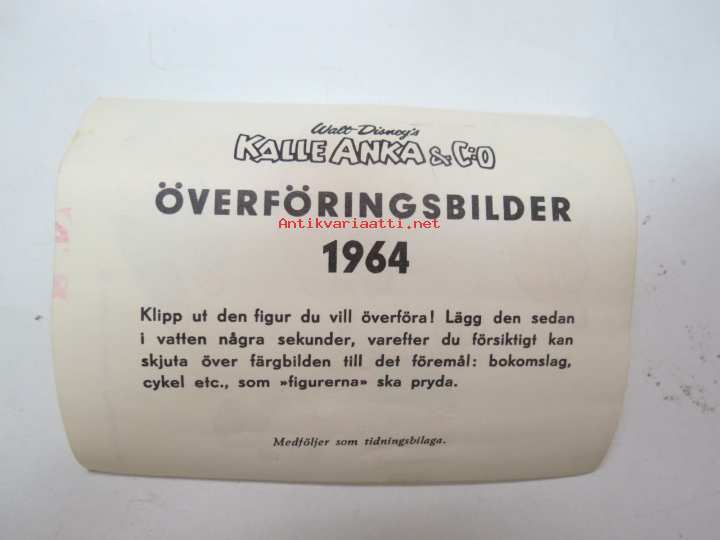 Walt Disney's
KALLE ANKA & C:O
ÖVERFÖRINGSBILDER
Antikvariaatti.net
1964
Klipp ut den figur du vill överföra! Lägg den sedan
i vatten några sekunder, varefter du försiktigt kan
skjuta över färgbilden till det föremål: bokomslag,
cykel etc., som »figurerna» ska pryda.
Medföljer som tidningsbilaga.